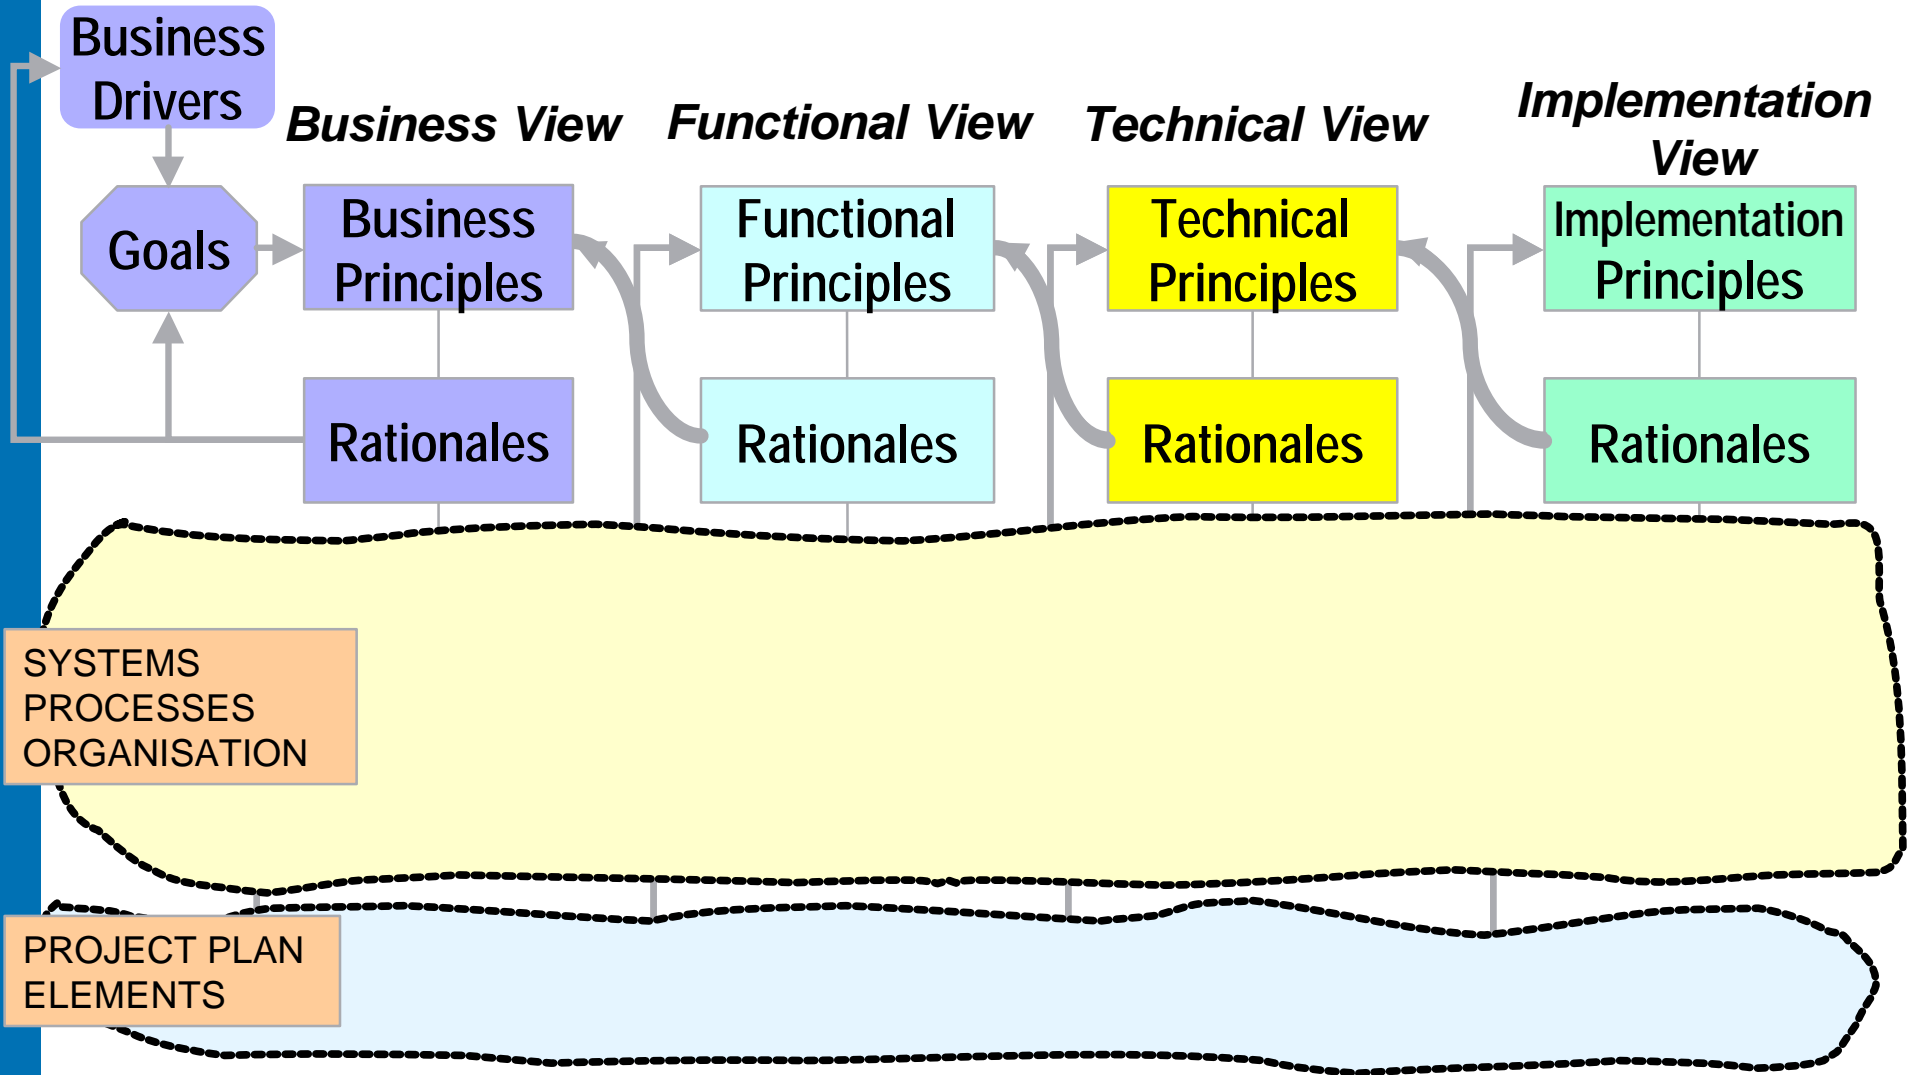 Business
Drivers
Business View
Functional View
Technical View
Implementation
View
Goals
Business
Principles
Functional
Principles
Technical
Principles
Implementation
Principles
Rationales
Rationales
Rationales
Rationales
SYSTEMS
PROCESSES
ORGANISATION
PROJECT PLAN
ELEMENTS